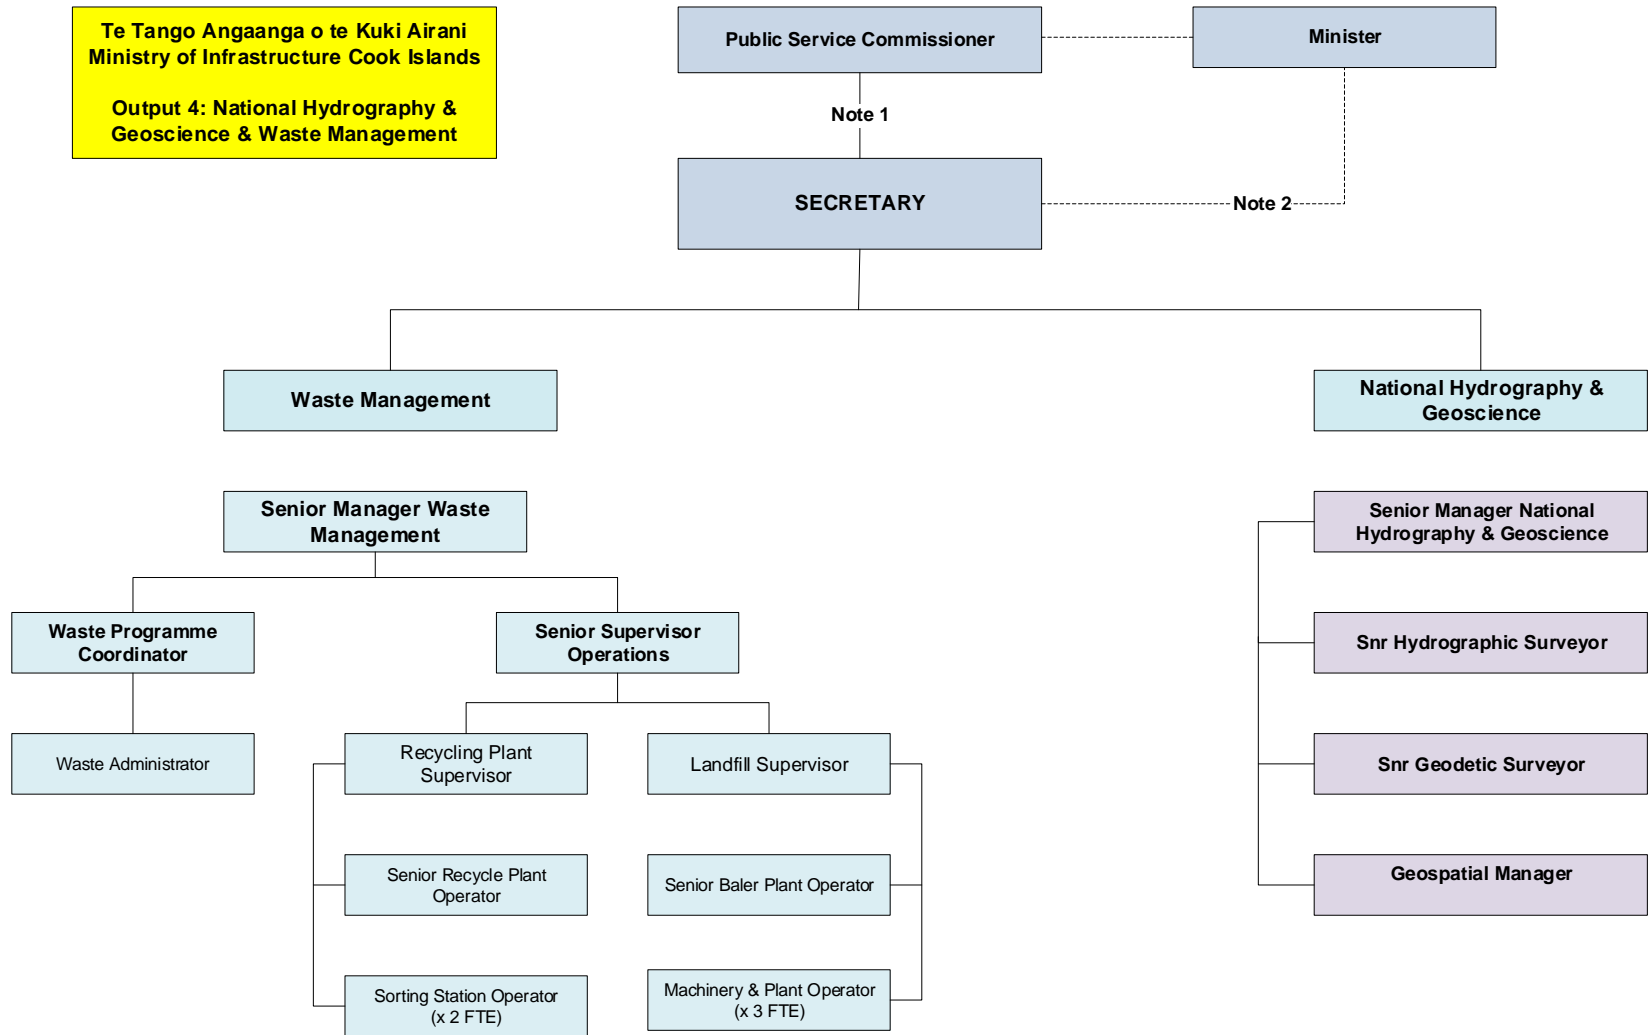 Te Tango Angaanga o te Kuki Airani
Ministry of Infrastructure Cook Islands
Output 4: National Hydrography &
Geoscience & Waste Management
Public Service Commissioner
Minister
Note 1
SECRETARY
Note 2
Waste Management
National Hydrography &
Geoscience
Senior Manager Waste
Management
Senior Manager National
Hydrography & Geoscience
Waste Programme
Coordinator
Senior Supervisor
Operations
Snr Hydrographic Surveyor
Waste Administrator
Recycling Plant
Supervisor
Landfill Supervisor
Snr Geodetic Surveyor
Senior Recycle Plant
Operator
Senior Baler Plant Operator
Geospatial Manager
Sorting Station Operator
(x 2 FTE)
Machinery & Plant Operator
(x 3 FTE)